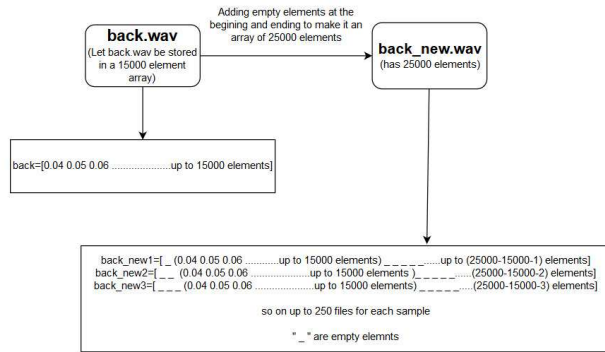 Adding empty elements at the
begining and ending to make it an
array of 25000 elements
back.wav
(Let back.wav be stored
in a 15000 element
array)
back_new.wav
(has 25000 elements)
back=[0.04 0.05 0.06 ......................up to 15000 elements]
back_new1=[ _ (0.04 0.05 0.06 ............up to 15000 elements) _ _ _ _ _......up to (25000-15000-1) elements]
back_new2=[ _ _ (0.04 0.05 0.06 ......................up to 15000 elements )_ _ _ _ _......(25000-15000-2) elements]
back_new3=[ _ _ _ (0.04 0.05 0.06 ......................up to 15000 elements) _ _ _ _ _......(25000-15000-3) elements]
so on up to 250 files for each sample
" _ " are empty elemnts